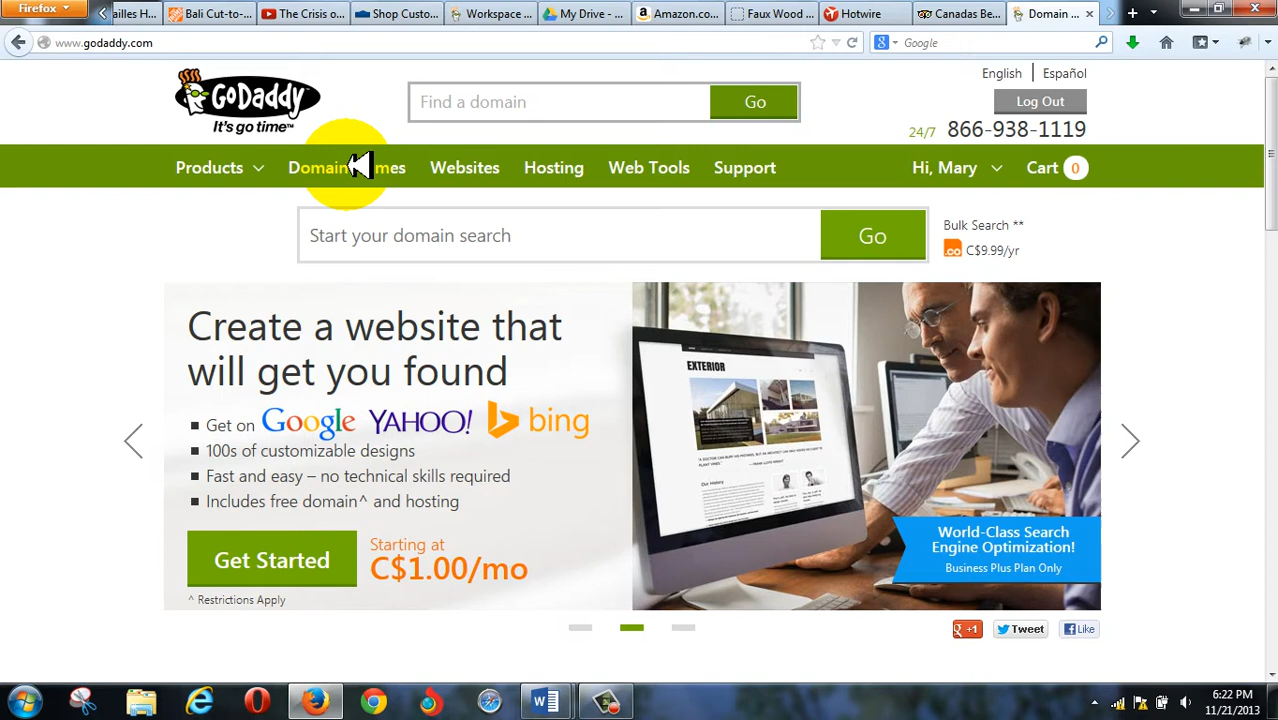 Firefox
ailles H...
Bali Cut-to-...
The Crisis o...
Shop Custo...
Workspace ...
My Drive - ...
Amazon.co...
Faux Wood ...
Hotwire
Canadas Be...
Domain ...
www.godaddy.com
Google
English
Español
GoDaddy
It's go time™
Find a domain
Go
Log Out
24/7 866-938-1119
Products
Websites
Hosting
Web Tools
Support
Hi, Mary
Cart 0
Start your domain search
Go
Bulk Search **
.co C$9.99/yr
Create a website that
will get you found
Get on Google YAHOO! bing
100s of customizable designs
Fast and easy – no technical skills required
Includes free domain^ and hosting
Get Started
Starting at
C$1.00/mo
^ Restrictions Apply
EXTERIOR
Our History
World-Class Search
Engine Optimization!
Business Plus Plan Only
+1
Tweet
Like
6:22 PM
11/21/2013